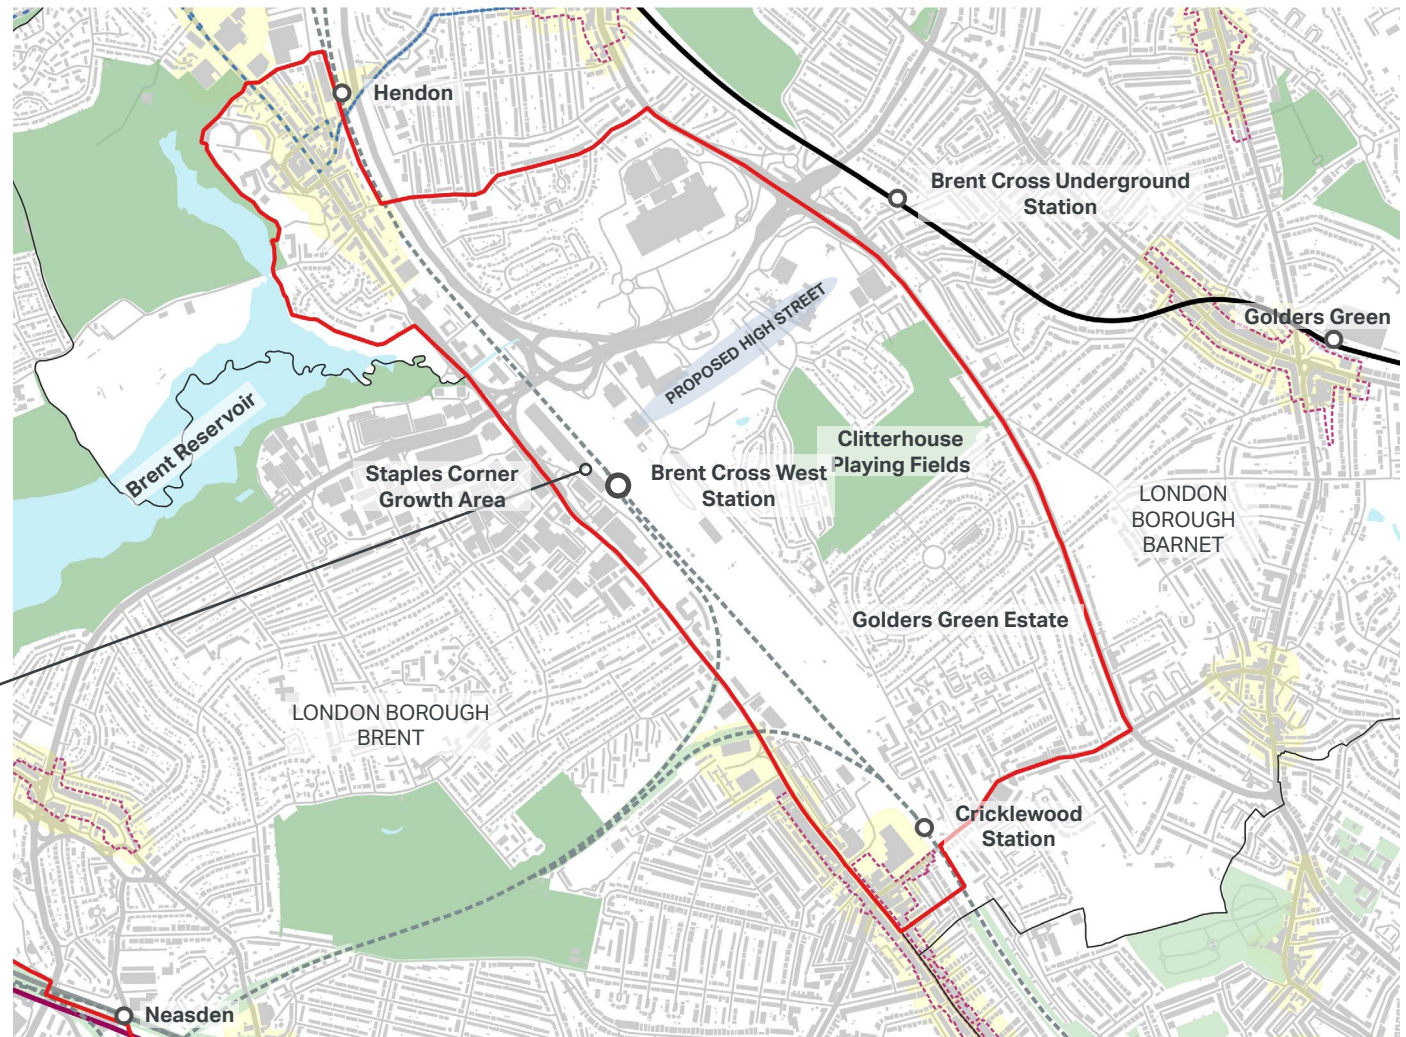 Hendon
Brent Cross Underground
Station
Golders Green
PROPOSED HIGH STREET
Brent Reservoir
Clitterhouse
Playing Fields
Staples Corner
Growth Area
Brent Cross West
Station
LONDON
BOROUGH
BARNET
Golders Green Estate
LONDON BOROUGH
BRENT
Cricklewood
Station
Neasden